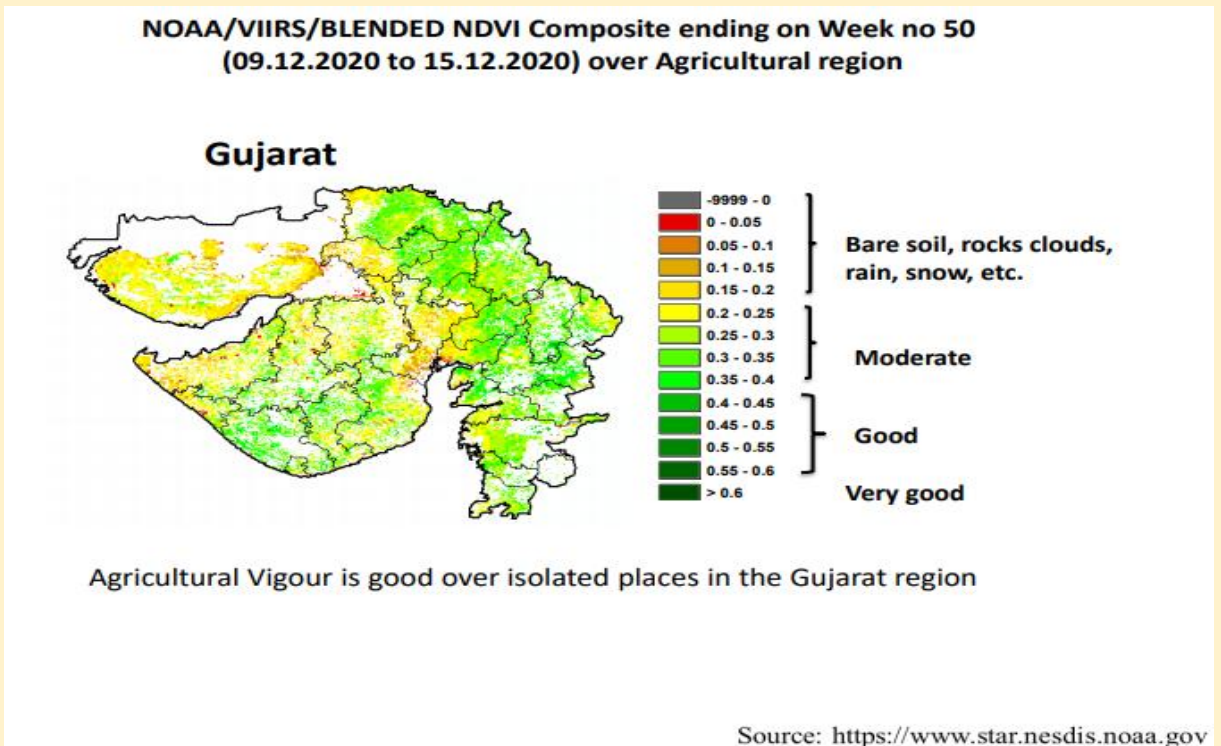 NOAA/VIIRS/BLENDED NDVI Composite ending on Week no 50
(09.12.2020 to 15.12.2020) over Agricultural region
Gujarat
-9999 - 0
0 - 0.05
0.05 - 0.1
0.1 - 0.15
0.15 - 0.2
0.2 - 0.25
0.25 - 0.3
0.3 - 0.35
0.35 - 0.4
0.4 - 0.45
0.45 - 0.5
0.5 - 0.55
0.55 - 0.6
> 0.6
Bare soil, rocks clouds,
rain, snow, etc.
Moderate
Good
Very good
Agricultural Vigour is good over isolated places in the Gujarat region
Source: https://www.star.nesdis.noaa.gov